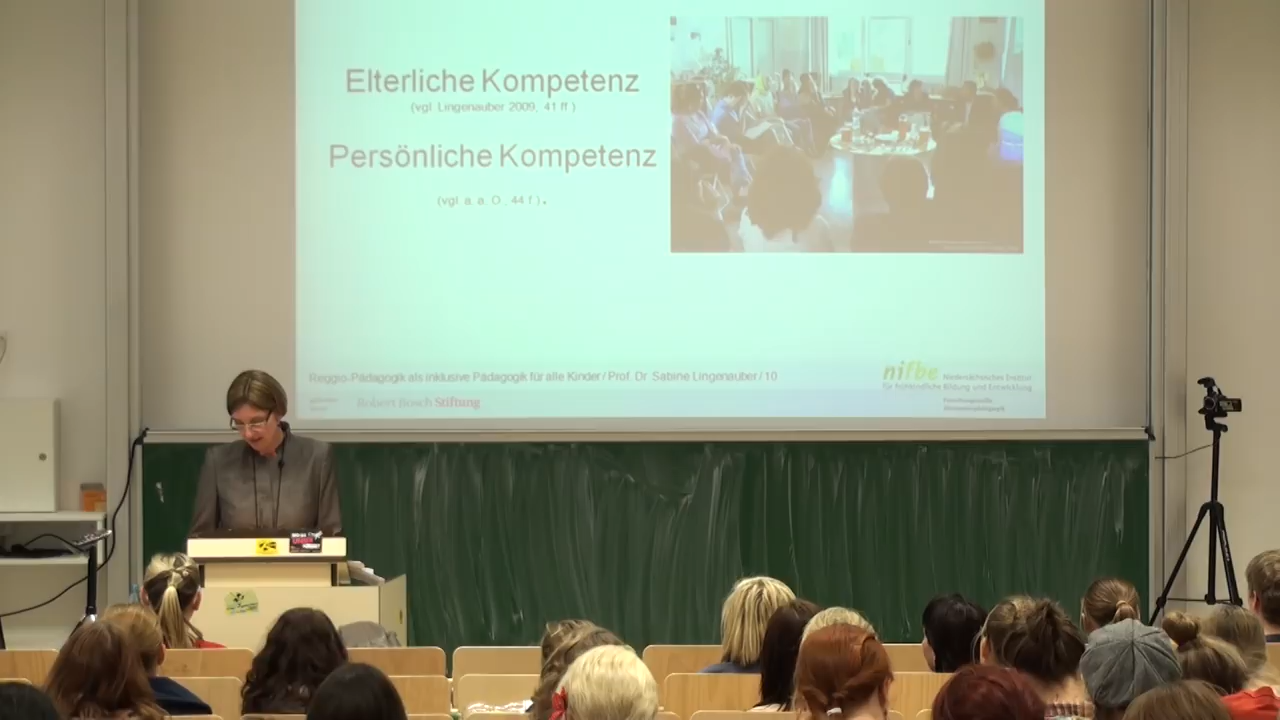 Elterliche Kompetenz
(vgl. Lingenauber 2009, 41 ff.)
Persönliche Kompetenz
(vgl. a. a. O., 44 f.).
Reggio-Pädagogik als inklusive Pädagogik für alle Kinder / Prof. Dr. Sabine Lingenauber / 10
nifbe
Niedersächsisches Institut
für frühkindliche Bildung und Entwicklung
Robert Bosch Stiftung
Forschungsstelle